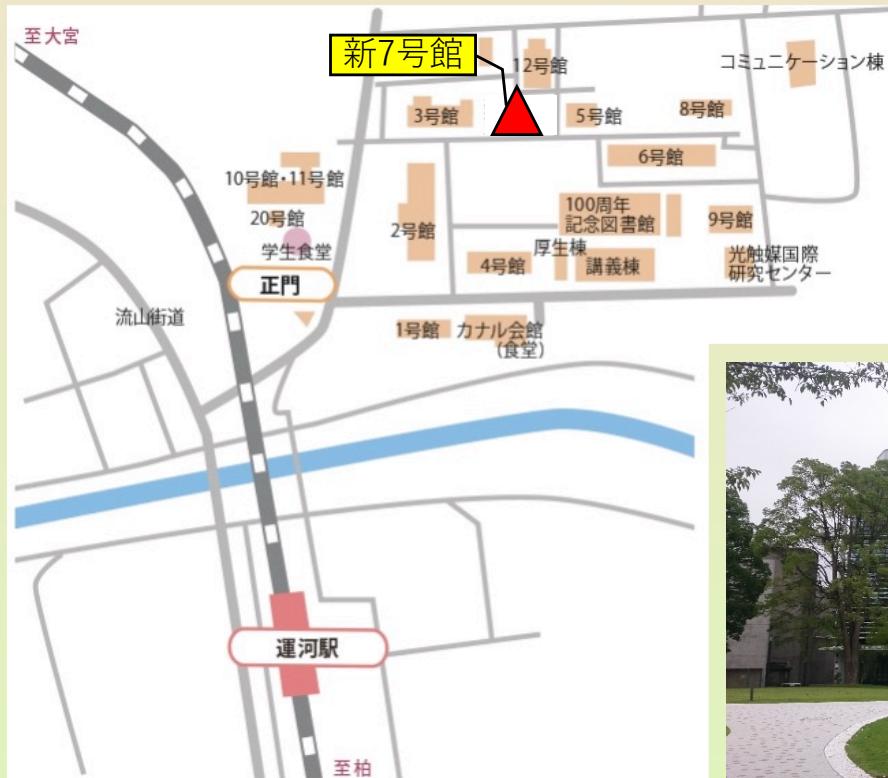 至大宮
新7号館
12号館
コミュニケーション棟
3号館
5号館
8号館
6号館
10号館・11号館
20号館
学生食堂
2号館
100周年
記念図書館
9号館
厚生棟
4号館
講義棟
光触媒国際
研究センター
正門
流山街道
1号館
カナル会館
(食堂)
運河駅
至柏